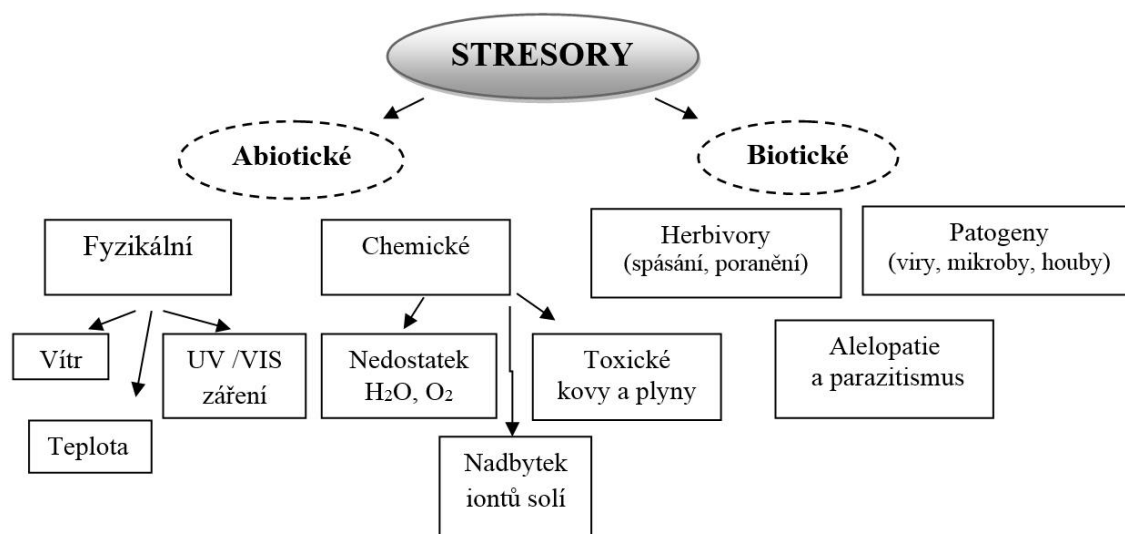 STRESORY
Abiotické
Biotické
Fyzikální
Chemické
Herbivory
(spásání, poranění)
Patogeny
(viry, mikroby, houby)
Vítr
UV /VIS
záření
Nedostatek
H₂O, O₂
Toxické
kovy a plyny
Alelopatie
a parazitismus
Teplota
Nadbytek
iontů solí